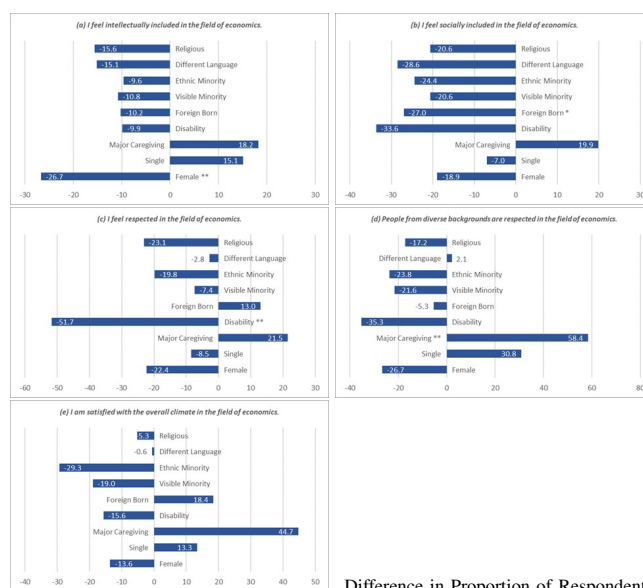 (a) I feel intellectually included in the field of economics.
-15.6 Religious
-15.1 Different Language
-9.6 Ethnic Minority
-10.8 Visible Minority
-10.2 Foreign Born
-9.9 Disability
Major Caregiving 18.2
Single 15.1
-26.7 Female **
-30 -20 -10 0 10 20 30
(b) I feel socially included in the field of economics.
-20.6 Religious
-28.6 Different Language
-24.4 Ethnic Minority
-20.6 Visible Minority
-27.0 Foreign Born *
-33.6 Disability
Major Caregiving 19.9
-7.0 Single
-18.9 Female
-40 -30 -20 -10 0 10 20 30
(c) I feel respected in the field of economics.
-23.1 Religious
-2.8 Different Language
-19.8 Ethnic Minority
-7.4 Visible Minority
Foreign Born 13.0
-51.7 Disability **
Major Caregiving 21.5
-8.5 Single
-22.4 Female
-60 -50 -40 -30 -20 -10 0 10 20 30
(d) People from diverse backgrounds are respected in the field of economics.
-17.2 Religious
Different Language 2.1
-23.8 Ethnic Minority
-21.6 Visible Minority
-5.3 Foreign Born
-35.3 Disability
Major Caregiving ** 58.4
Single 30.8
-26.7 Female
-40 -20 0 20 40 60 80
(e) I am satisfied with the overall climate in the field of economics.
-5.3 Religious
-0.6 Different Language
-29.3 Ethnic Minority
-19.0 Visible Minority
Foreign Born 18.4
-15.6 Disability
Major Caregiving 44.7
Single 13.3
-13.6 Female
-40 -30 -20 -10 0 10 20 30 40 50
Difference in Proportion of Respondent